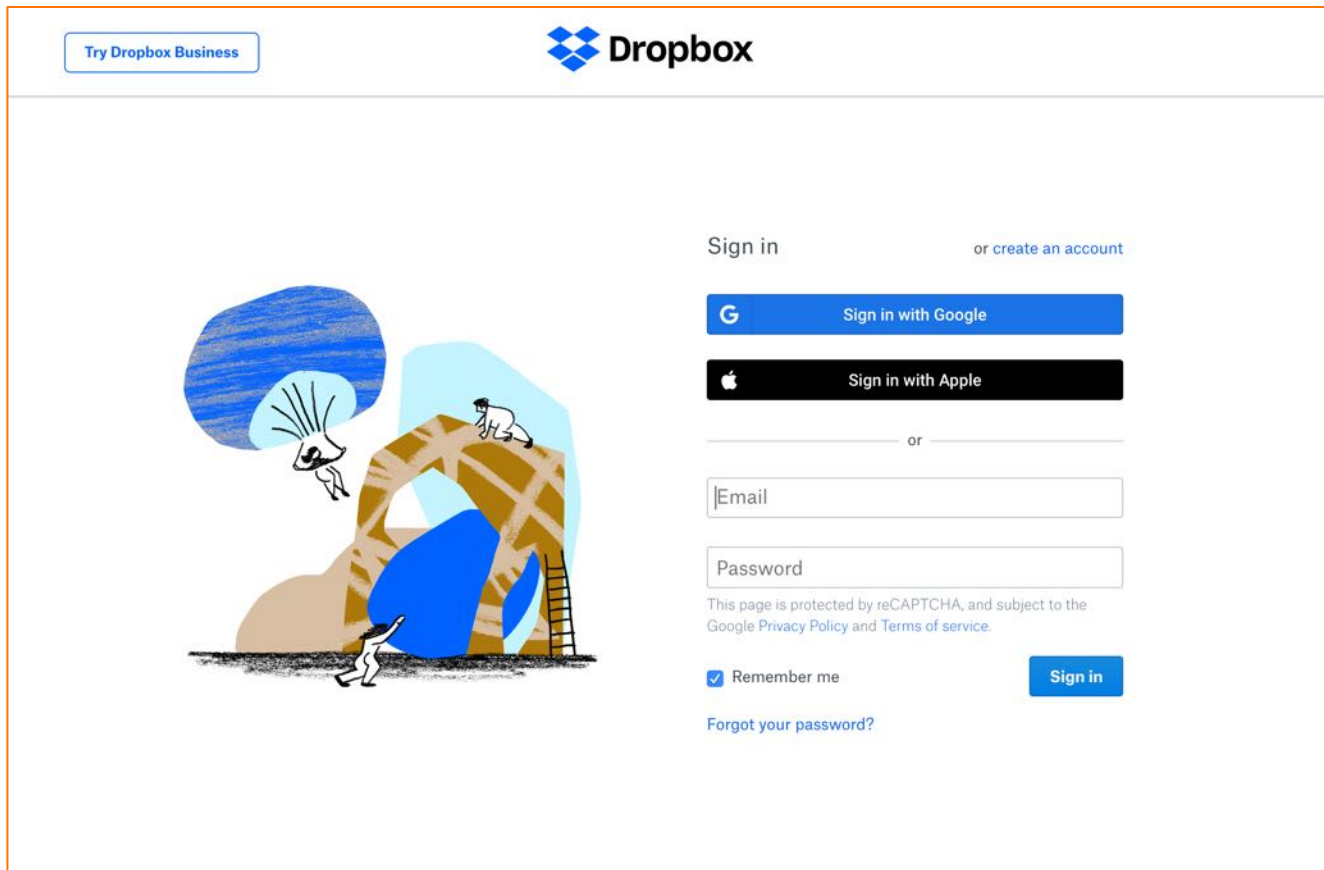 Try Dropbox Business
Dropbox
Sign in
or create an account
Sign in with Google
Sign in with Apple
or
Email
Password
This page is protected by reCAPTCHA, and subject to the
Google Privacy Policy and Terms of service.
Remember me
Sign in
Forgot your password?